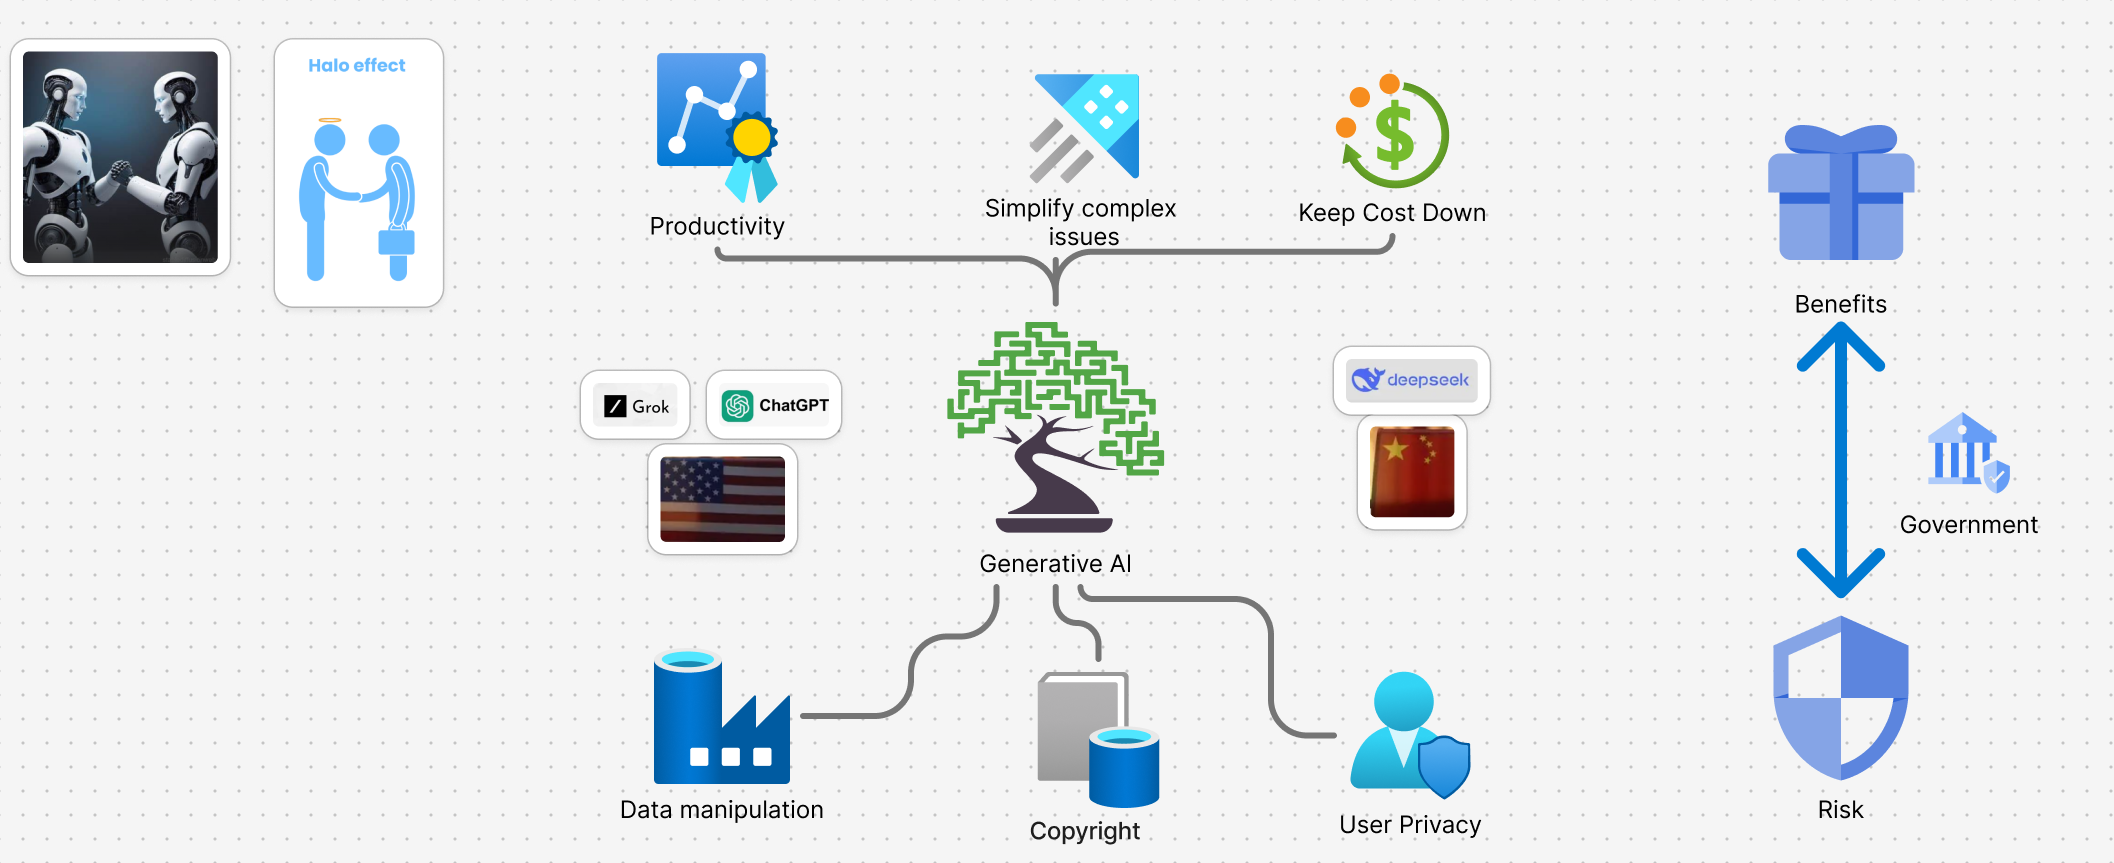 Halo effect
Productivity
Simplify complex
issues
Keep Cost Down
Benefits
Grok
ChatGPT
deepseek
Generative AI
Government
Data manipulation
Copyright
User Privacy
Risk